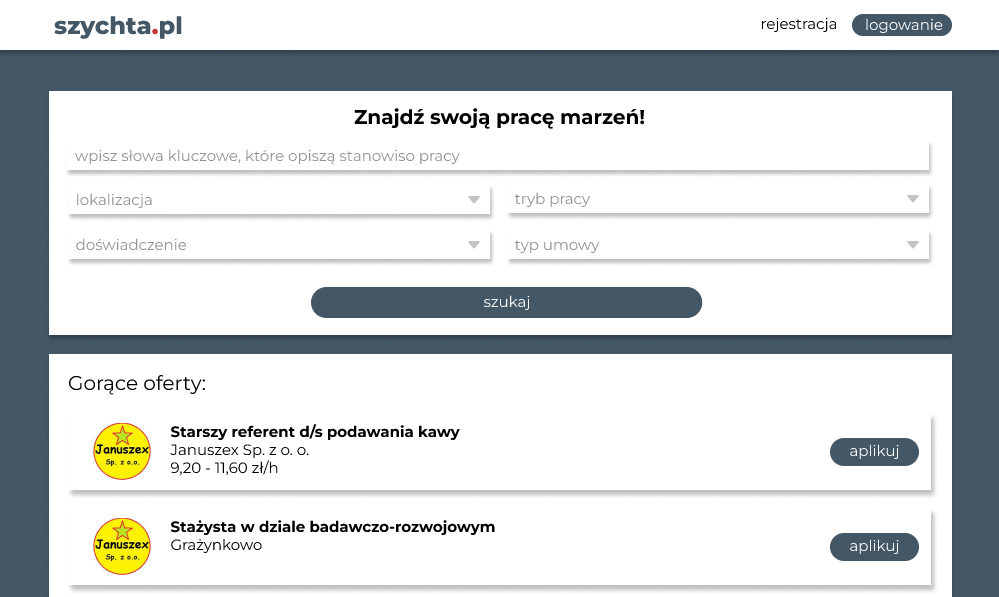 szychta.pl
rejestracja
logowanie
Znajdź swoją pracę marzeń!
wpisz słowa kluczowe, które opiszą stanowiso pracy
lokalizacja
tryb pracy
doświadczenie
typ umowy
szukaj
Gorące oferty:
Januszex
Sp. z o.o.
Starszy referent d/s podawania kawy
Januszex Sp. z o. o.
9,20 - 11,60 zł/h
aplikuj
Januszex
Sp. z o.o.
Stażysta w dziale badawczo-rozwojowym
Grażynkowo
aplikuj